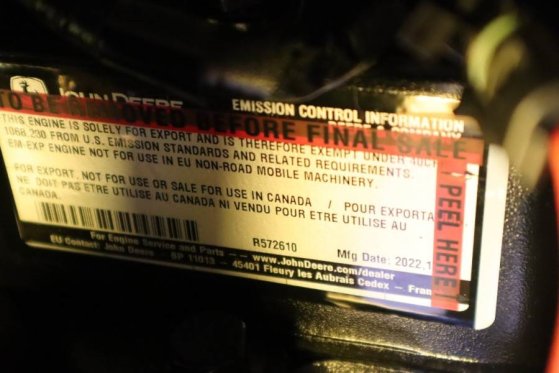 JOHN DEERE
EMISSION CONTROL INFORMATION
TO BE REMOVED BEFORE FINAL SALE
THIS ENGINE IS SOLELY FOR EXPORT AND IS THEREFORE EXEMPT UNDER 40CF
1068.230 FROM U.S. EMISSION STANDARDS AND RELATED REQUIREMENTS.
EM-EXP ENGINE NOT FOR USE IN EU NON-ROAD MOBILE MACHINERY.
FOR EXPORT. NOT FOR USE OR SALE FOR USE IN CANADA / POUR EXPORTA
NE DOIT PAS ETRE UTILISE AU CANADA NI VENDU POUR ETRE UTILISE AU
CANADA.
PEEL HERE
R572610
Mfg Date: 2022.1
For Engine Service and Parts -- www.JohnDeere.com/dealer
EU Contact: John Deere - BP 11013 - 45401 Fleury les Aubrais Cedex - Fran